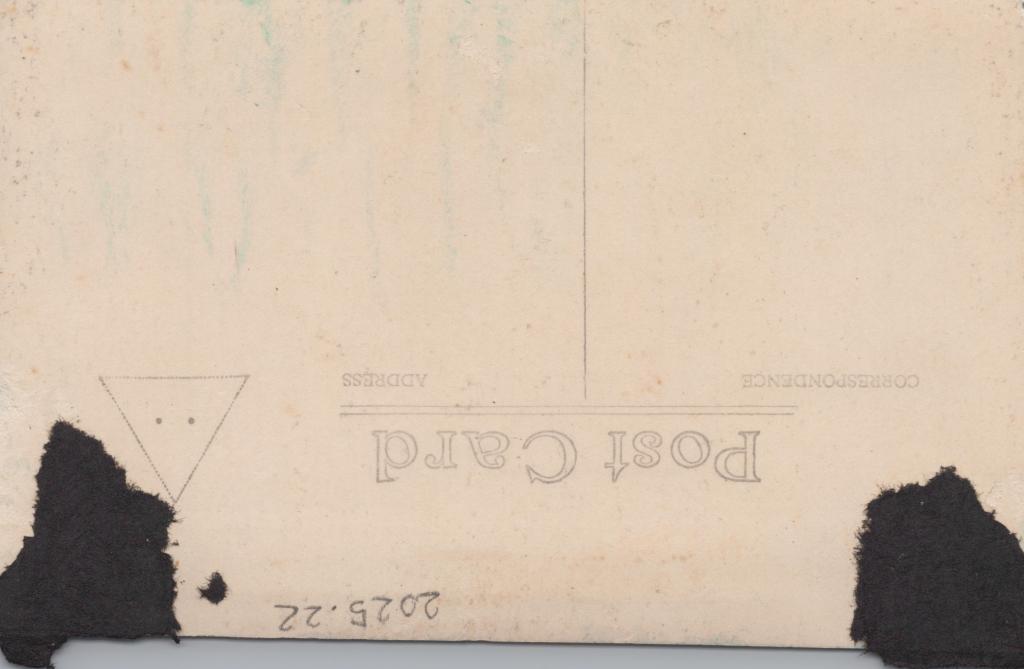 2025.22
Post Card
CORRESPONDENCE
ADDRESS